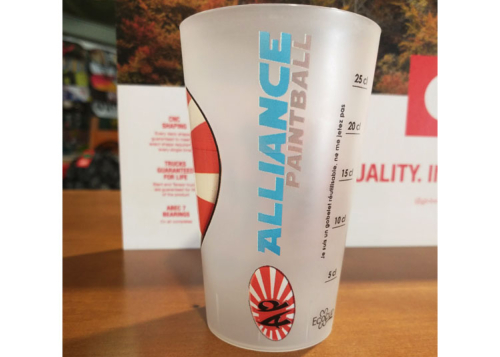 ALLIANCE
PAINTBALL
AP
25 cl
20 cl
15 cl
10 cl
5 cl
Je suis un gobelet réutilisable, ne me jetez pas
CNC
SHAPING
TRUCKS
GUARANTEED
FOR LIFE
ABEC 7
BEARINGS
UALITY. IN